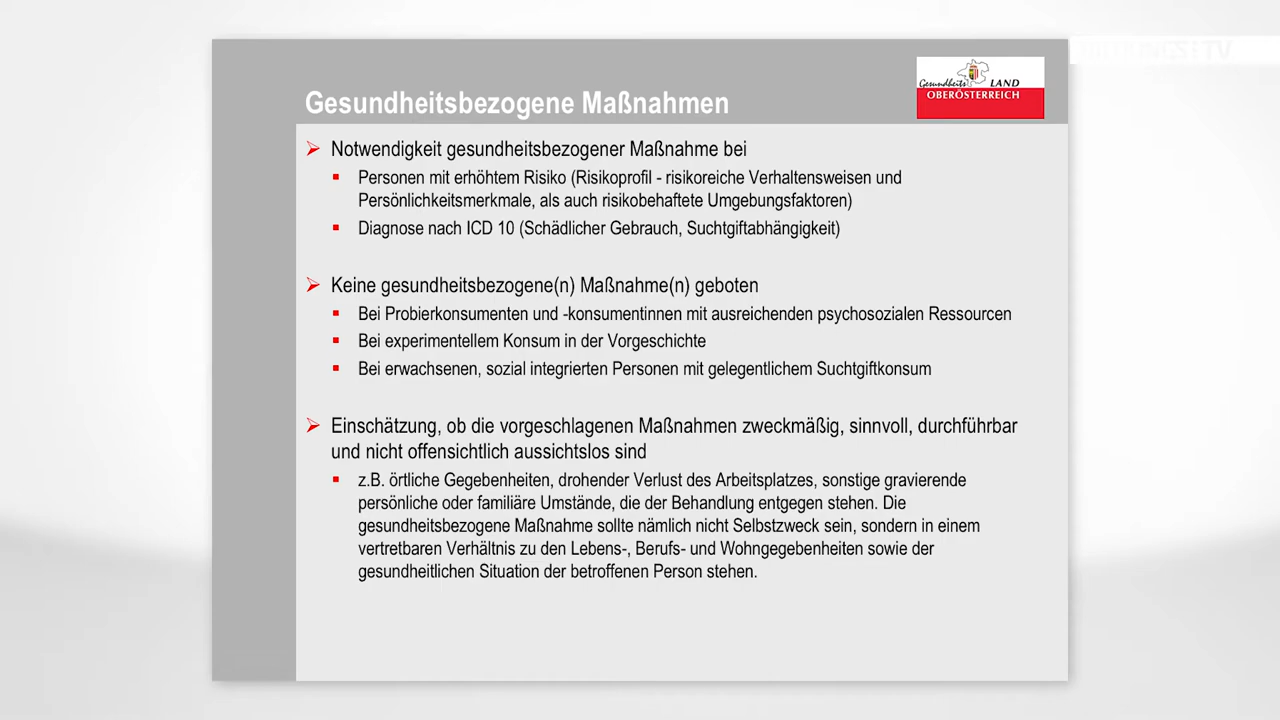 Gesundheitsbezogene Maßnahmen
Gesundheits LAND
OBERÖSTERREICH
Notwendigkeit gesundheitsbezogener Maßnahme bei
Personen mit erhöhtem Risiko (Risikoprofil - risikoreiche Verhaltensweisen und
Persönlichkeitsmerkmale, als auch risikobehaftete Umgebungsfaktoren)
Diagnose nach ICD 10 (Schädlicher Gebrauch, Suchtgiftabhängigkeit)
Keine gesundheitsbezogene(n) Maßnahme(n) geboten
Bei Probierkonsumenten und -konsumentinnen mit ausreichenden psychosozialen Ressourcen
Bei experimentellem Konsum in der Vorgeschichte
Bei erwachsenen, sozial integrierten Personen mit gelegentlichem Suchtgiftkonsum
Einschätzung, ob die vorgeschlagenen Maßnahmen zweckmäßig, sinnvoll, durchführbar
und nicht offensichtlich aussichtslos sind
z.B. örtliche Gegebenheiten, drohender Verlust des Arbeitsplatzes, sonstige gravierende
persönliche oder familiäre Umstände, die der Behandlung entgegen stehen. Die
gesundheitsbezogene Maßnahme sollte nämlich nicht Selbstzweck sein, sondern in einem
vertretbaren Verhältnis zu den Lebens-, Berufs- und Wohngegebenheiten sowie der
gesundheitlichen Situation der betroffenen Person stehen.